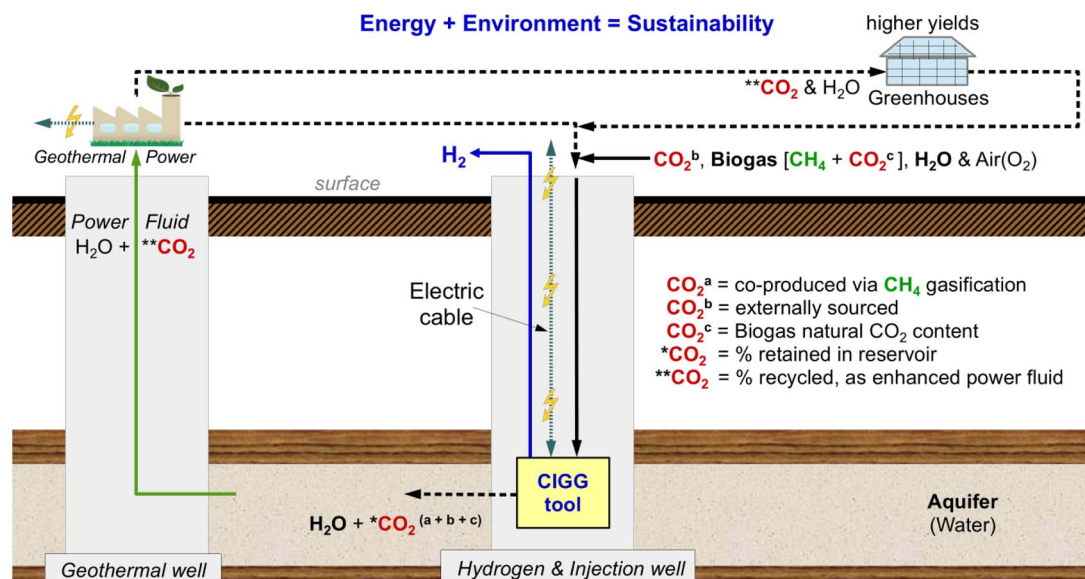 Energy + Environment = Sustainability
higher yields
**CO₂ & H₂O
Greenhouses
Geothermal Power
H₂
CO₂ᵇ, Biogas [CH₄ + CO₂ᶜ], H₂O & Air(O₂)
surface
Power Fluid
H₂O + **CO₂
Electric
cable
CO₂ᵃ = co-produced via CH₄ gasification
CO₂ᵇ = externally sourced
CO₂ᶜ = Biogas natural CO₂ content
*CO₂ = % retained in reservoir
**CO₂ = % recycled, as enhanced power fluid
CIGG
tool
H₂O + *CO₂ ⁽ᵃ ⁺ ᵇ ⁺ ᶜ⁾
Aquifer
(Water)
Geothermal well
Hydrogen & Injection well